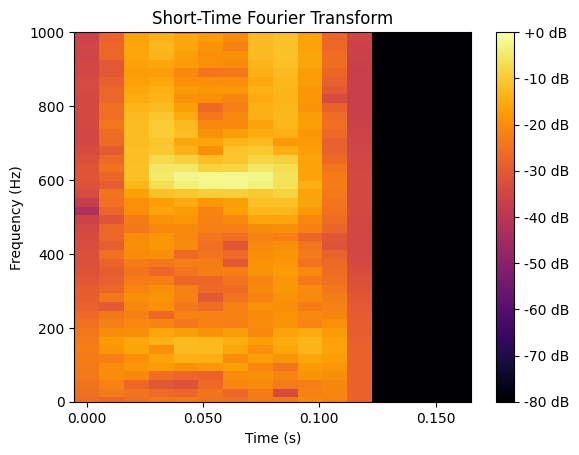 Short-Time Fourier Transform
1000
800
600
400
200
0
Frequency (Hz)
0.000
0.050
0.100
0.150
Time (s)
+0 dB
-10 dB
-20 dB
-30 dB
-40 dB
-50 dB
-60 dB
-70 dB
-80 dB